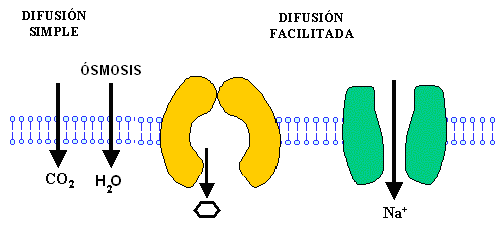 DIFUSIÓN
SIMPLE
DIFUSIÓN
FACILITADA
ÓSMOSIS
CO₂
H₂O
Na⁺